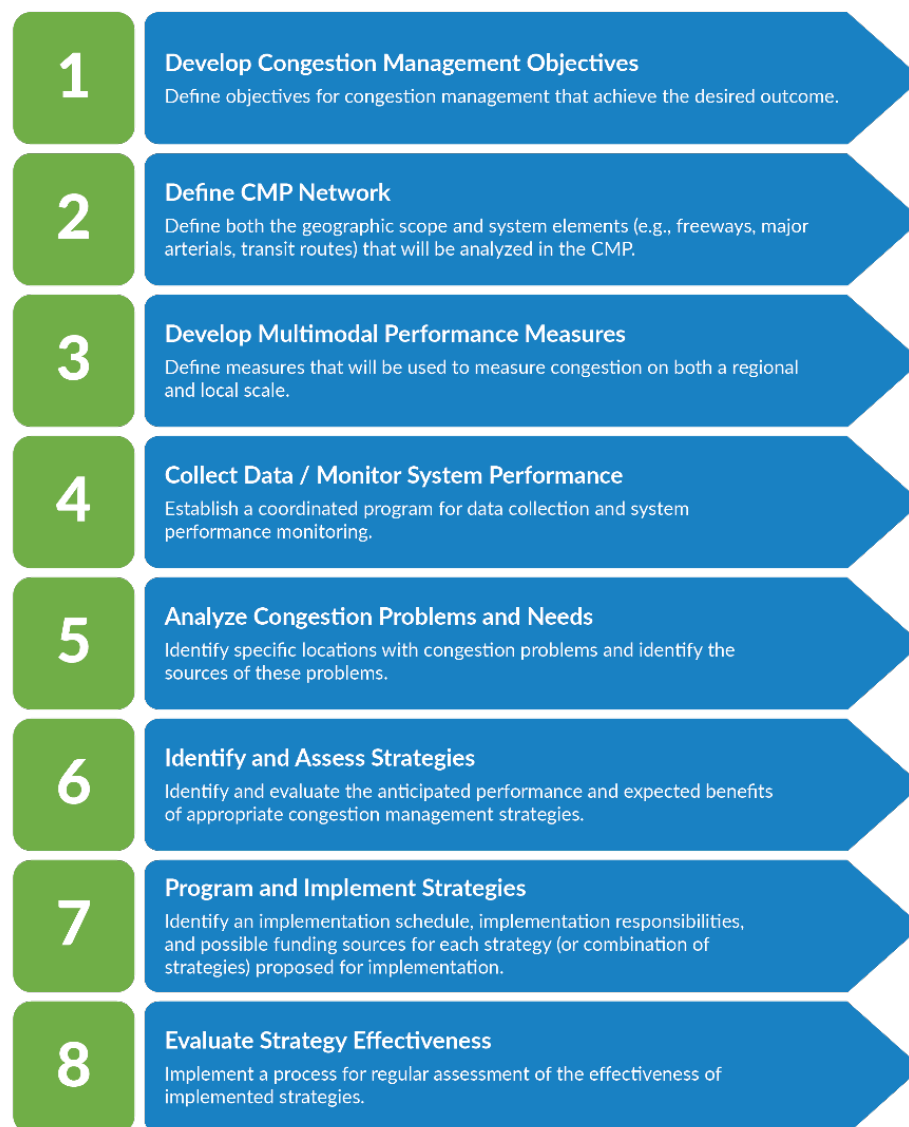 1
Develop Congestion Management Objectives
Define objectives for congestion management that achieve the desired outcome.
2
Define CMP Network
Define both the geographic scope and system elements (e.g., freeways, major
arterials, transit routes) that will be analyzed in the CMP.
3
Develop Multimodal Performance Measures
Define measures that will be used to measure congestion on both a regional
and local scale.
4
Collect Data / Monitor System Performance
Establish a coordinated program for data collection and system
performance monitoring.
5
Analyze Congestion Problems and Needs
Identify specific locations with congestion problems and identify the
sources of these problems.
6
Identify and Assess Strategies
Identify and evaluate the anticipated performance and expected benefits
of appropriate congestion management strategies.
7
Program and Implement Strategies
Identify an implementation schedule, implementation responsibilities,
and possible funding sources for each strategy (or combination of
strategies) proposed for implementation.
8
Evaluate Strategy Effectiveness
Implement a process for regular assessment of the effectiveness of
implemented strategies.